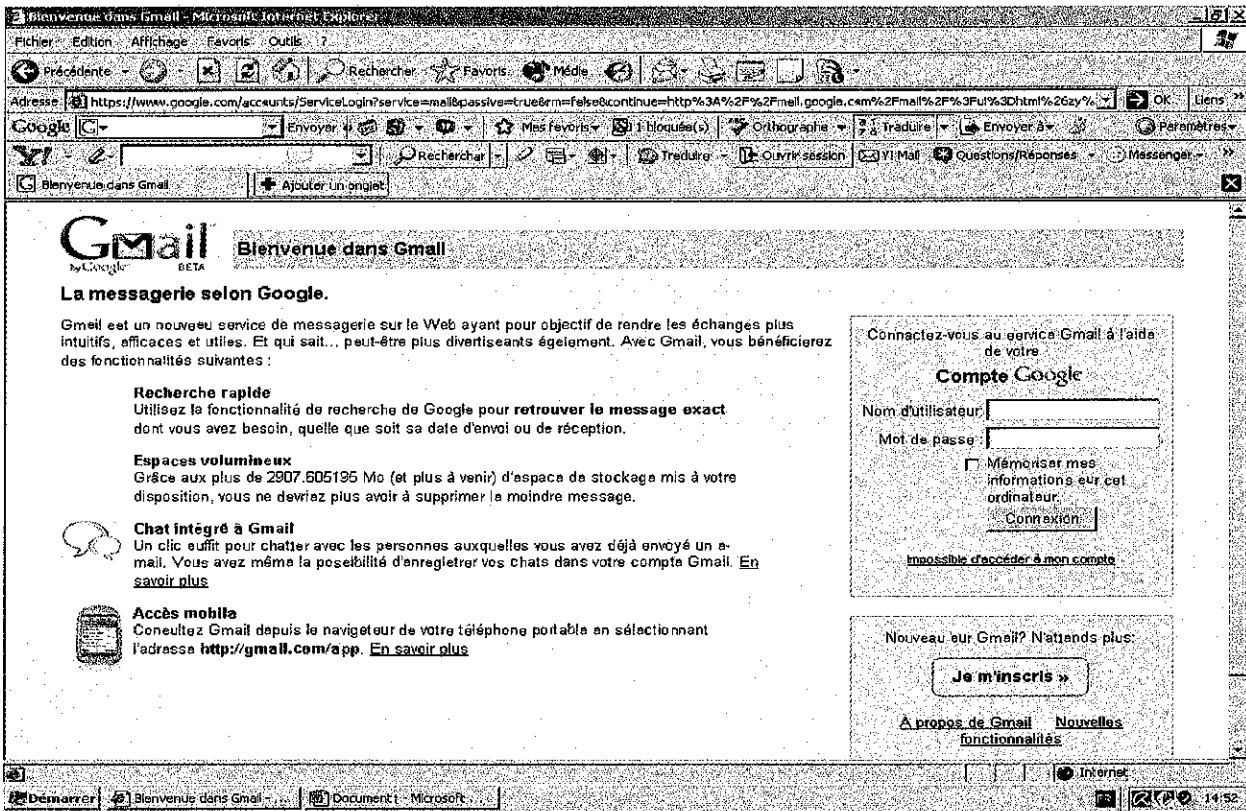 Bienvenue dans Gmail - Microsoft Internet Explorer
Fichier Edition Affichage Favoris Outils ?
Précédente Rechercher Favoris Média
Adresse https://www.google.com/accounts/ServiceLogin?service=mail&passive=true&rm=false&continue=http%3A%2F%2Fmail.google.com%2Fmail%2F%3Fui%3Dhtml%26zy% OK Liens »
Google G Envoyer Mes favoris 1 bloquée(s) Orthographe Traduire Envoyer à Paramètres
Y! Rechercher Traduire Ouvrir session Y! Mail Questions/Réponses Messenger »
Bienvenue dans Gmail Ajouter un onglet
Gmail
by Google BETA
Bienvenue dans Gmail
La messagerie selon Google.
Gmail est un nouveau service de messagerie sur le Web ayant pour objectif de rendre les échanges plus
intuitifs, efficaces et utiles. Et qui sait... peut-être plus divertissants également. Avec Gmail, vous bénéficierez
des fonctionnalités suivantes :
Recherche rapide
Utilisez la fonctionnalité de recherche de Google pour retrouver le message exact
dont vous avez besoin, quelle que soit sa date d'envoi ou de réception.
Espaces volumineux
Grâce aux plus de 2907.605195 Mo (et plus à venir) d'espace de stockage mis à votre
disposition, vous ne devriez plus avoir à supprimer le moindre message.
Chat intégré à Gmail
Un clic suffit pour chatter avec les personnes auxquelles vous avez déjà envoyé un e-
mail. Vous avez même la possibilité d'enregistrer vos chats dans votre compte Gmail. En
savoir plus
Accès mobile
Consultez Gmail depuis le navigateur de votre téléphone portable en sélectionnant
l'adresse http://gmail.com/app. En savoir plus
Connectez-vous au service Gmail à l'aide
de votre
Compte Google
Nom d'utilisateur
Mot de passe :
Mémoriser mes
informations sur cet
ordinateur.
Connexion
Impossible d'accéder à mon compte
Nouveau sur Gmail? N'attends plus:
Je m'inscris »
A propos de Gmail Nouvelles
fonctionnalités
Internet
Démarrer Bienvenue dans Gmail - ... Document1 - Microsoft ... FR 14:52